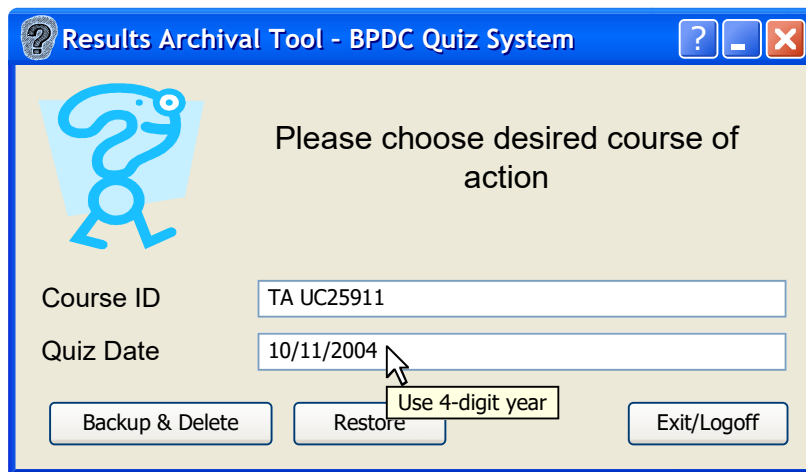 Results Archival Tool - BPDC Quiz System
Please choose desired course of
action
Course ID
TA UC25911
Quiz Date
10/11/2004
Use 4-digit year
Backup & Delete
Restore
Exit/Logoff